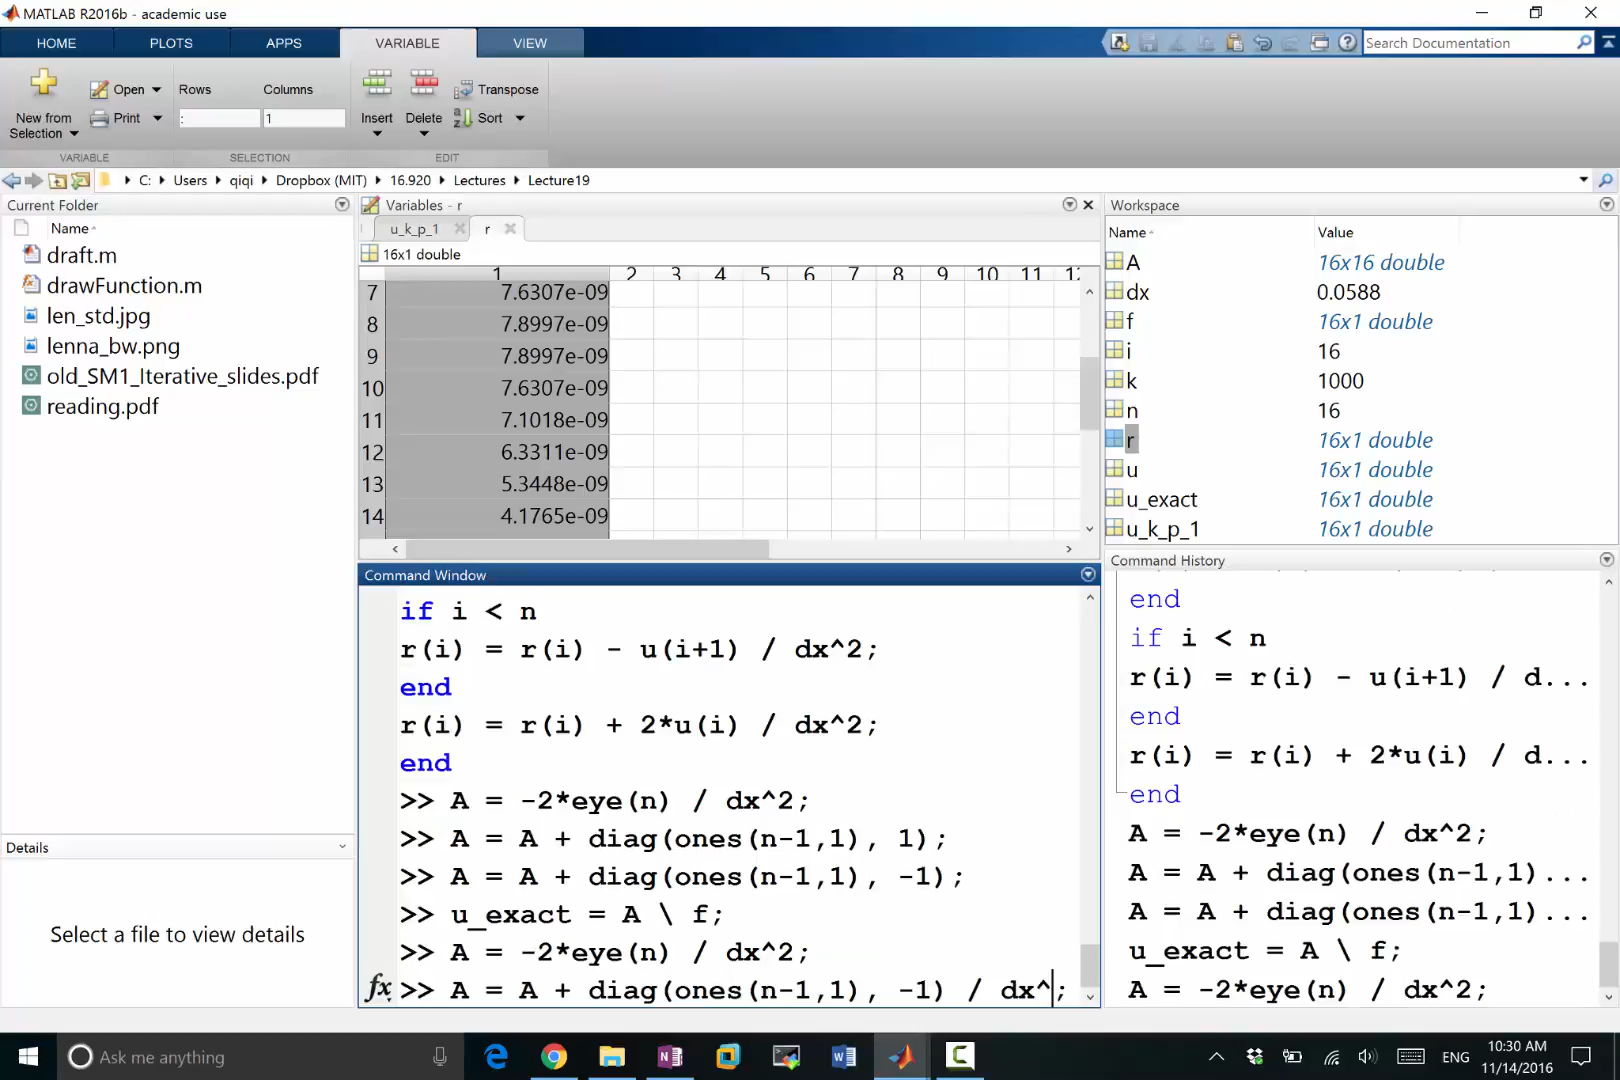 MATLAB R2016b - academic use
HOME PLOTS APPS VARIABLE VIEW
Search Documentation
New from Selection
Open
Print
Rows Columns
: 1
Insert
Delete
Transpose
Sort
VARIABLE SELECTION EDIT
C: Users qiqi Dropbox (MIT) 16.920 Lectures Lecture19
Current Folder
Name
draft.m
drawFunction.m
len_std.jpg
lenna_bw.png
old_SM1_Iterative_slides.pdf
reading.pdf
Details
Select a file to view details
Variables - r
u_k_p_1 r
16x1 double
1 2 3 4 5 6 7 8 9 10 11 12
7 7.6307e-09
8 7.8997e-09
9 7.8997e-09
10 7.6307e-09
11 7.1018e-09
12 6.3311e-09
13 5.3448e-09
14 4.1765e-09
Command Window
if i < n
r(i) = r(i) - u(i+1) / dx^2;
end
r(i) = r(i) + 2*u(i) / dx^2;
end
>> A = -2*eye(n) / dx^2;
>> A = A + diag(ones(n-1,1), 1);
>> A = A + diag(ones(n-1,1), -1);
>> u_exact = A \ f;
>> A = -2*eye(n) / dx^2;
fx >> A = A + diag(ones(n-1,1), -1) / dx^;
Workspace
Name Value
A 16x16 double
dx 0.0588
f 16x1 double
i 16
k 1000
n 16
r 16x1 double
u 16x1 double
u_exact 16x1 double
u_k_p_1 16x1 double
Command History
end
if i < n
r(i) = r(i) - u(i+1) / d...
end
r(i) = r(i) + 2*u(i) / d...
end
A = -2*eye(n) / dx^2;
A = A + diag(ones(n-1,1)...
A = A + diag(ones(n-1,1)...
u_exact = A \ f;
A = -2*eye(n) / dx^2;
Ask me anything
ENG
10:30 AM
11/14/2016